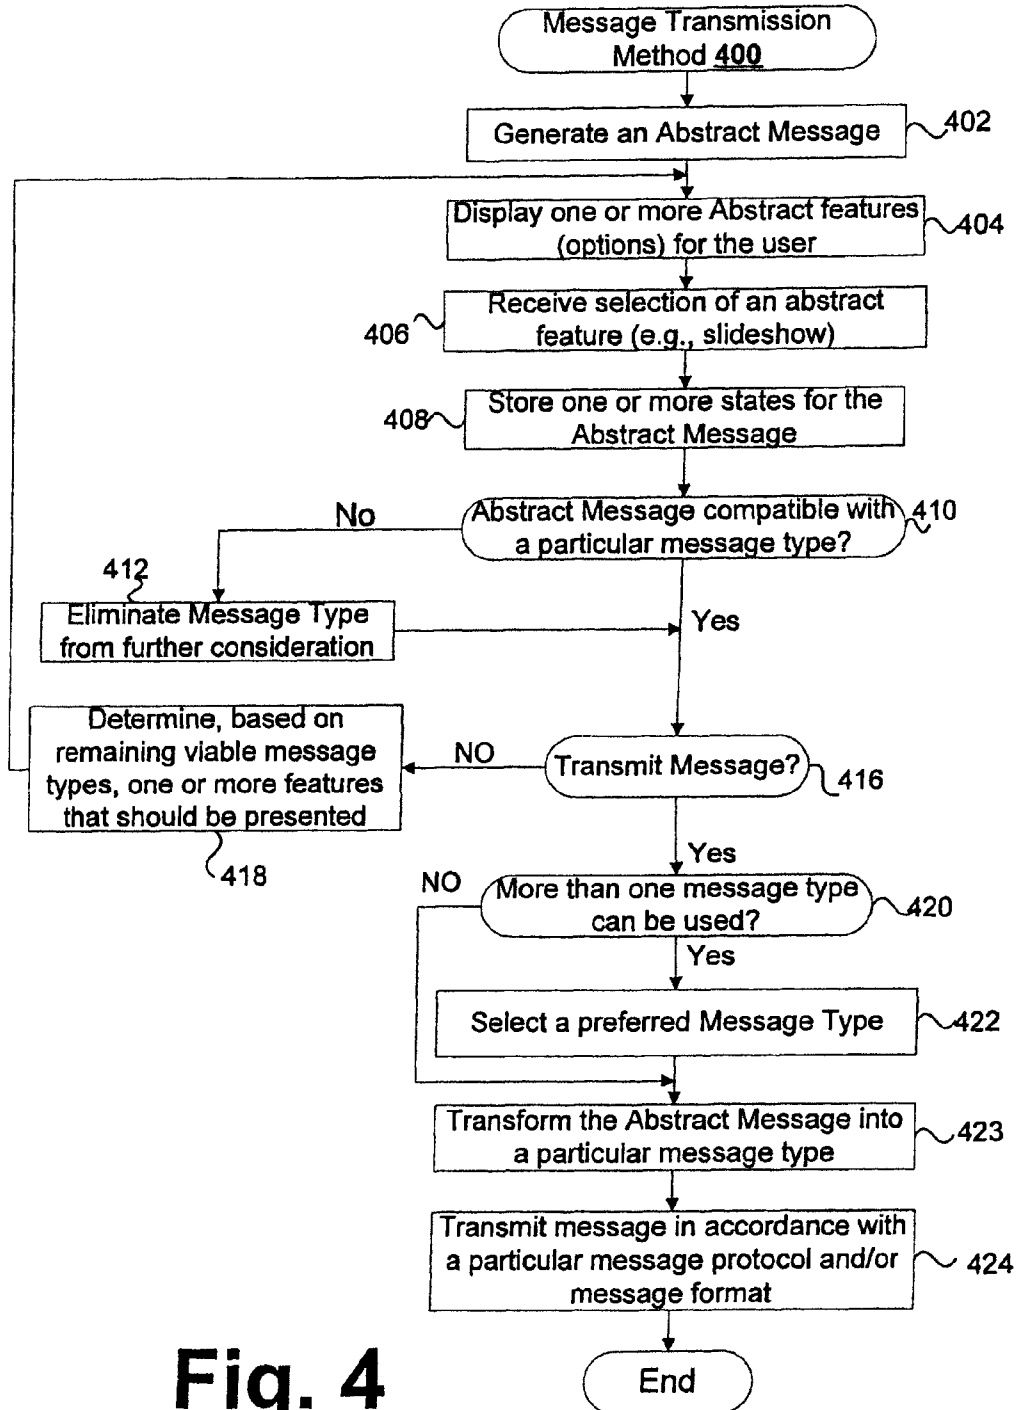 Message Transmission
Method 400
Generate an Abstract Message
402
Display one or more Abstract features
(options) for the user
404
Receive selection of an abstract
feature (e.g., slideshow)
406
Store one or more states for the
Abstract Message
408
Abstract Message compatible with
a particular message type?
410
No
412
Eliminate Message Type
from further consideration
Yes
Determine, based on
remaining viable message
types, one or more features
that should be presented
NO
Transmit Message?
416
418
Yes
NO
More than one message type
can be used?
420
Yes
Select a preferred Message Type
422
Transform the Abstract Message into
a particular message type
423
Transmit message in accordance with
a particular message protocol and/or
message format
424
End
Fig. 4